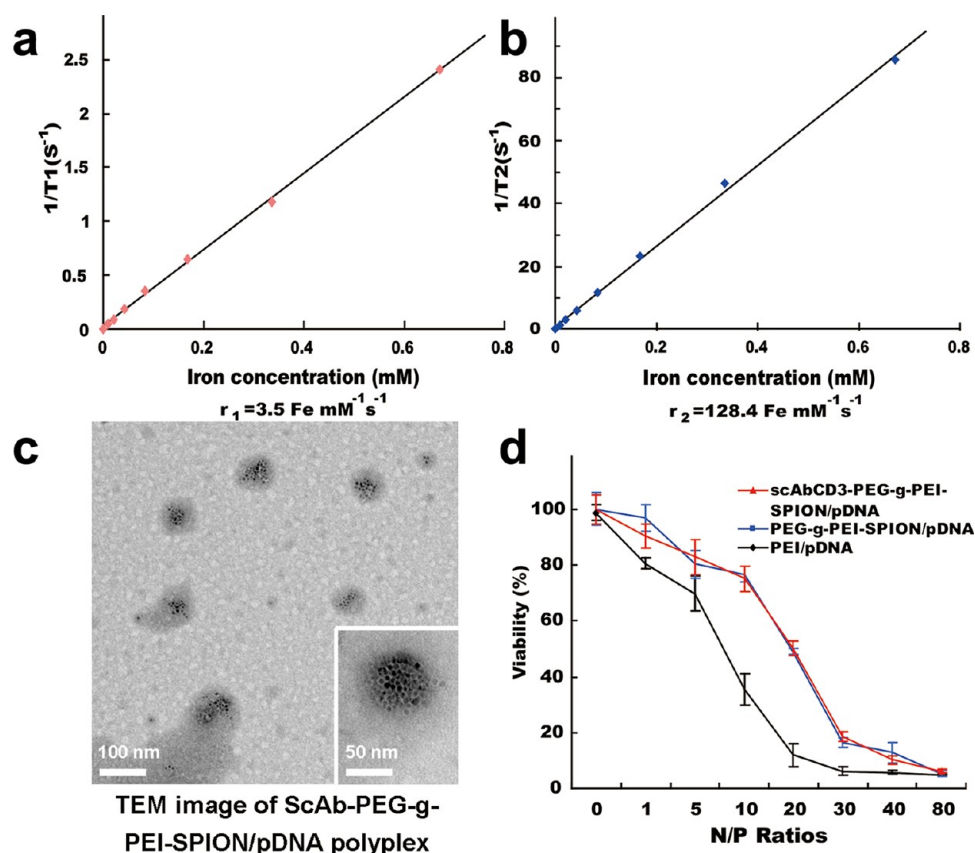 a
2.5
2
1.5
1
0.5
0
1/T1(s⁻¹)
0 0.2 0.4 0.6 0.8
Iron concentration (mM)
r₁=3.5 Fe mM⁻¹s⁻¹
b
80
60
40
20
0
1/T2(s⁻¹)
0 0.2 0.4 0.6 0.8
Iron concentration (mM)
r₂=128.4 Fe mM⁻¹s⁻¹
c
100 nm
50 nm
TEM image of ScAb-PEG-g-
PEI-SPION/pDNA polyplex
d
scAbCD3-PEG-g-PEI-
SPION/pDNA
PEG-g-PEI-SPION/pDNA
PEI/pDNA
100
80
60
40
20
0
Viability (%)
0 1 5 10 20 30 40 80
N/P Ratios